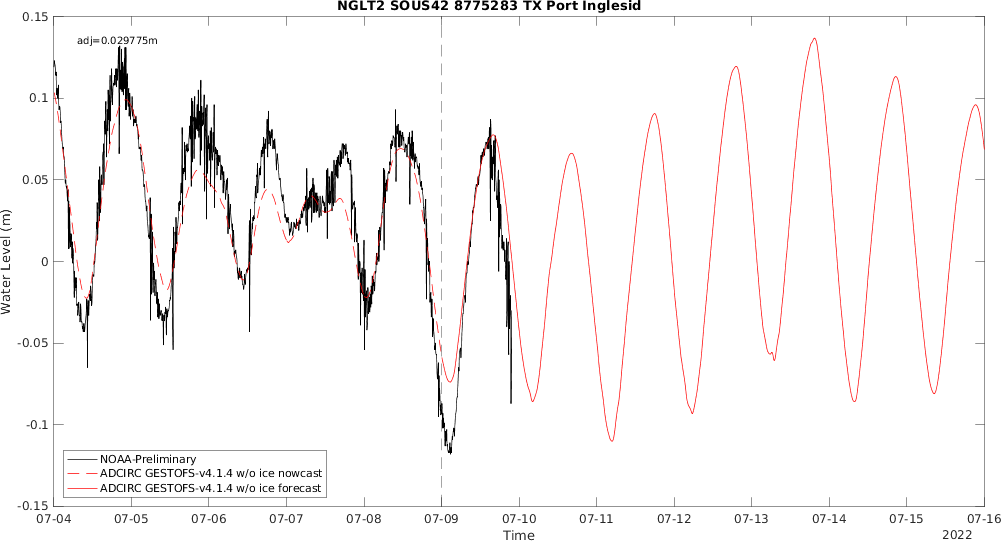 NGLT2 SOUS42 8775283 TX Port Inglesid
adj=0.029775m
0.15
0.1
0.05
0
-0.05
-0.1
-0.15
Water Level (m)
NOAA-Preliminary
ADCIRC GESTOFS-v4.1.4 w/o ice nowcast
ADCIRC GESTOFS-v4.1.4 w/o ice forecast
07-04 07-05 07-06 07-07 07-08 07-09 07-10 07-11 07-12 07-13 07-14 07-15 07-16
Time
2022